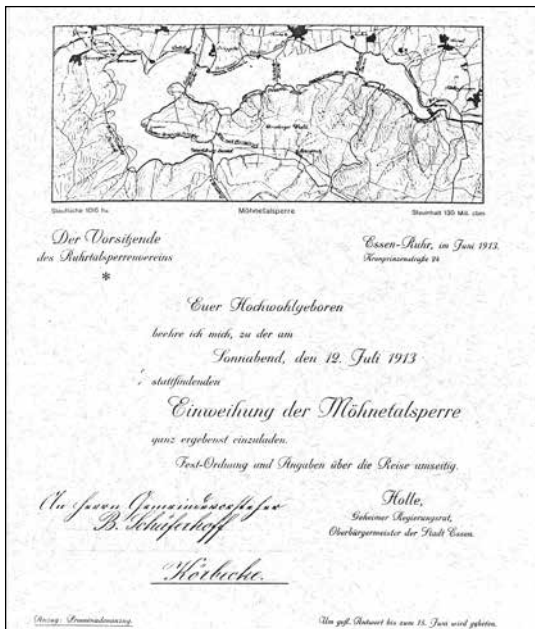 Staufläche 1016 ha.
Möhnetalsperre
Stauinhalt 130 Mill. cbm
Der Vorsitzende
des Ruhrtalsperrenvereins
*
Essen-Ruhr, im Juni 1913.
Kronprinzenstraße 24
Euer Hochwohlgeboren
beehre ich mich, zu der am
Sonnabend, den 12. Juli 1913
stattfindenden
Einweihung der Möhnetalsperre
ganz ergebenst einzuladen.
Fest-Ordnung und Angaben über die Reise umseitig.
An Herrn Gemeindevorsteher
B. Schäferhoff
Körbecke.
Holle,
Geheimer Regierungsrat,
Oberbürgermeister der Stadt Essen.
Anzug: Promenadenanzug.
Um gefl. Antwort bis zum 15. Juni wird gebeten.